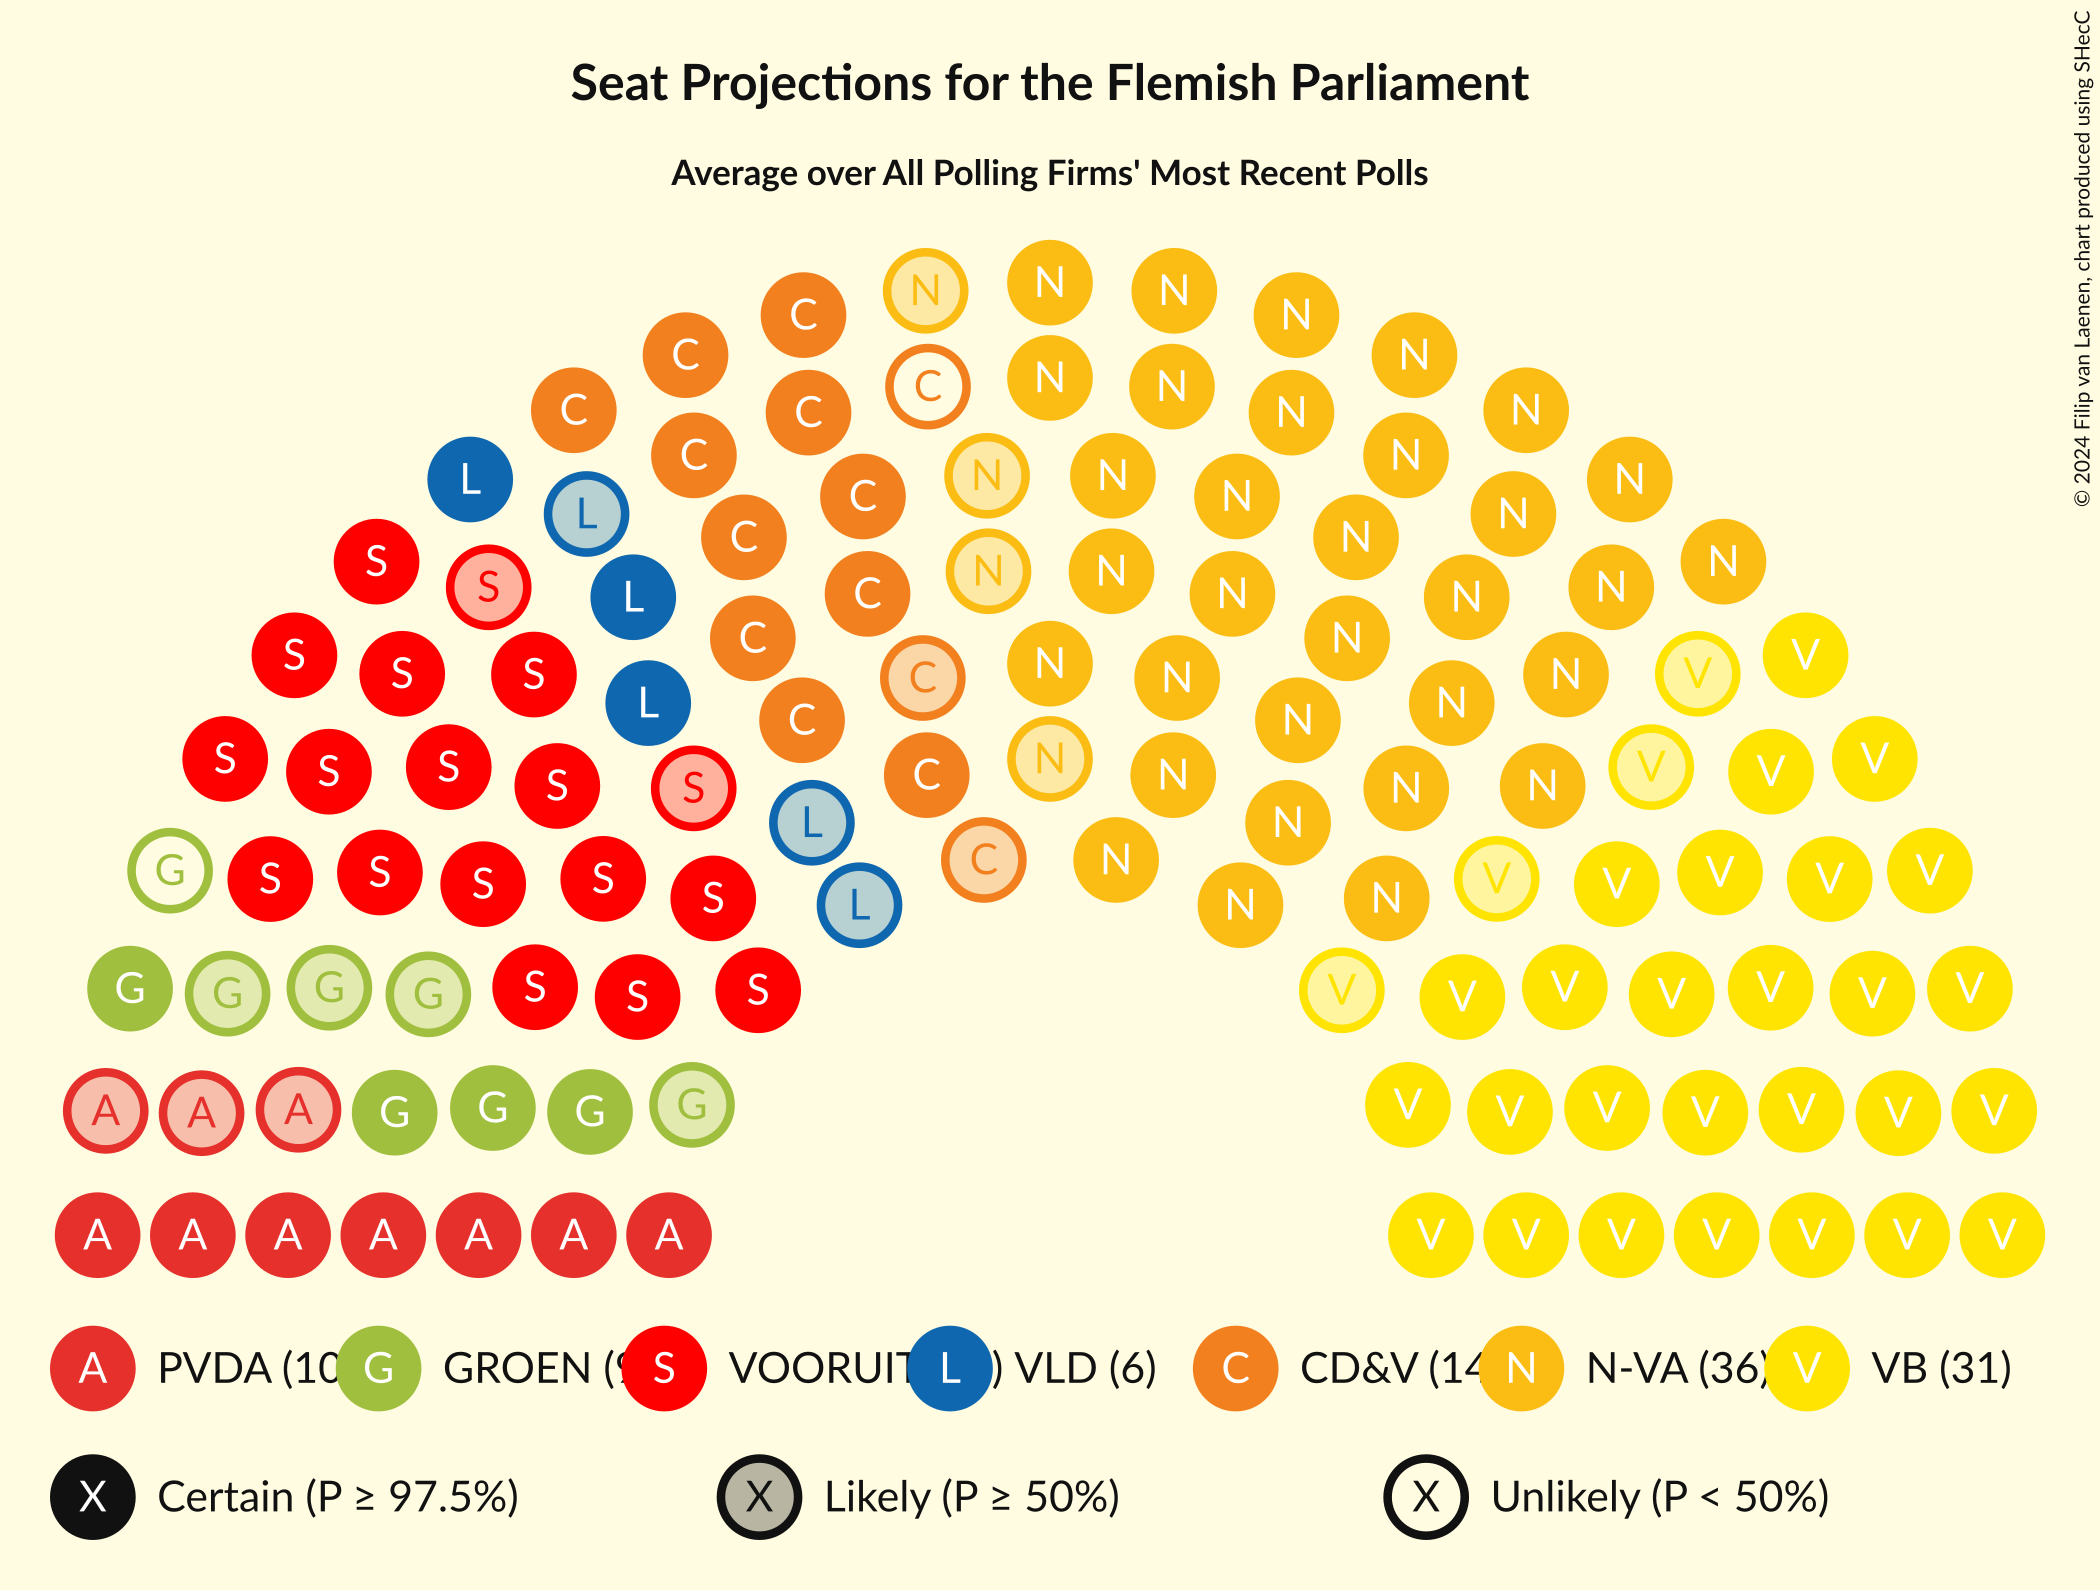 Seat Projections for the Flemish Parliament
Average over All Polling Firms' Most Recent Polls
© 2024 Filip van Laenen, chart produced using SHecC
N N N
C N
C N
C N N
C C N N
C N
L C N N N N
L N
C N
S N N N
S L C N N N
C N
S S S C N N N V V
L C N N
S S S S S C N N N N V V V
L N
G S S S S S L C N N N V V V V V
G G G G S S S V V V V V V V
A A A G G G G V V V V V V V
A A A A A A A V V V V V V V
A PVDA (10 G GROEN ( S VOORUIT L ) VLD (6) C CD&V (14 N N-VA (36) V VB (31)
X Certain (P ≥ 97.5%) X Likely (P ≥ 50%) X Unlikely (P < 50%)